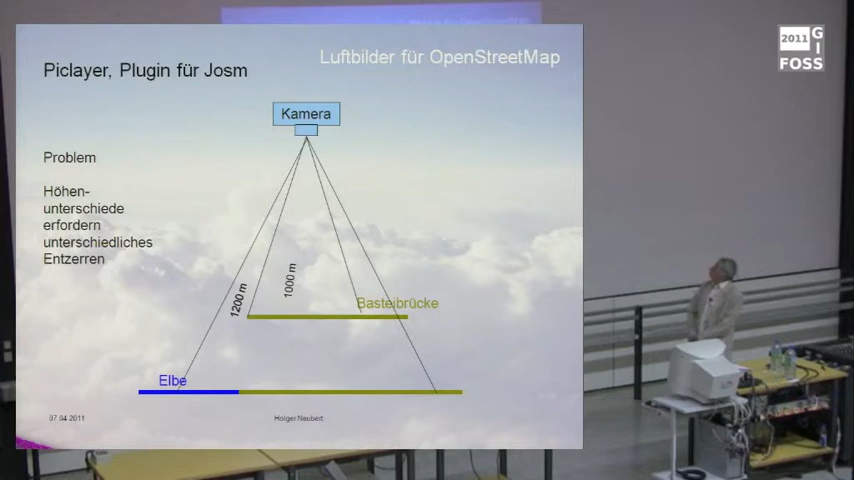 Luftbilder für OpenStreetMap
Piclayer, Plugin für Josm
Kamera
Problem
Höhen-
unterschiede
erfordern
unterschiedliches
Entzerren
1200 m
1000 m
Basteibrücke
Elbe
07.04.2011
Holger Neubert
2011
G
I
FOSS